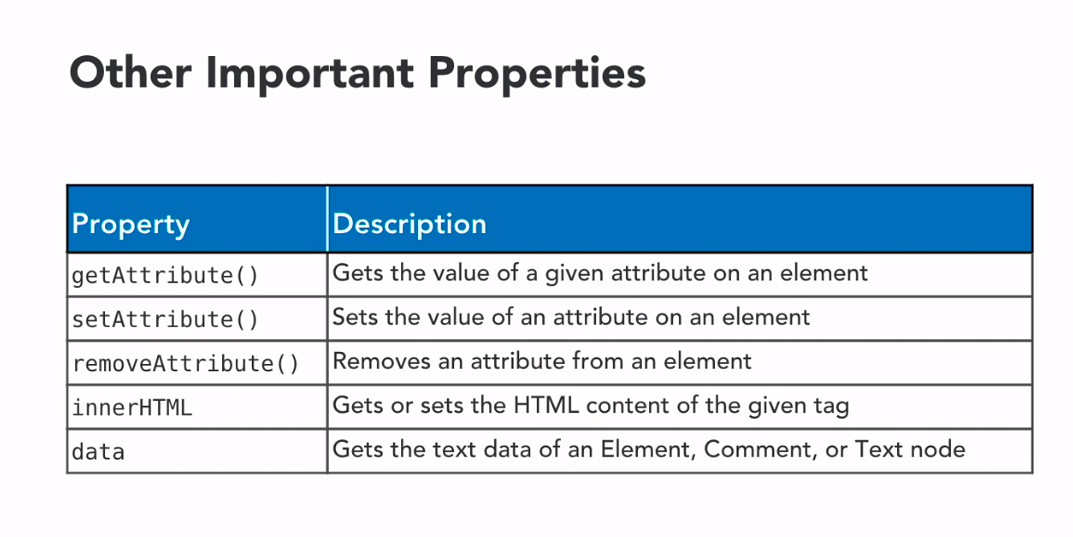 Other Important Properties
Property Description
getAttribute() Gets the value of a given attribute on an element
setAttribute() Sets the value of an attribute on an element
removeAttribute() Removes an attribute from an element
innerHTML Gets or sets the HTML content of the given tag
data Gets the text data of an Element, Comment, or Text node